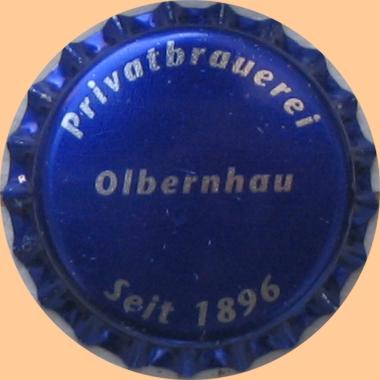 Privatbrauerei
Olbernhau
Seit 1896